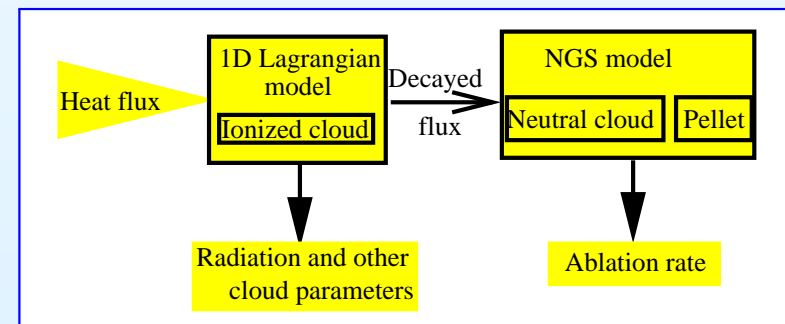 Heat flux
1D Lagrangian
model
Ionized cloud
Decayed
flux
NGS model
Neutral cloud
Pellet
Radiation and other
cloud parameters
Ablation rate